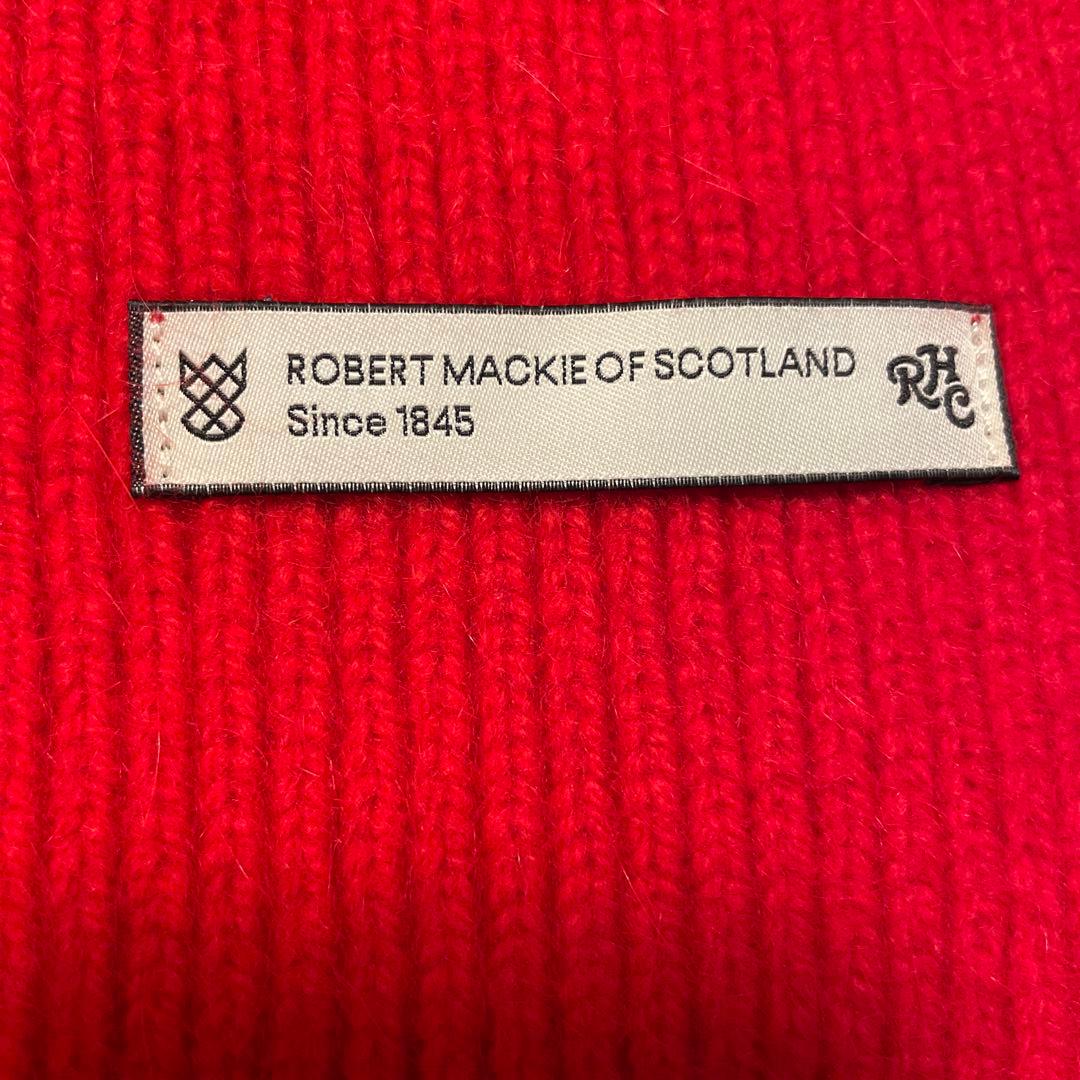 ROBERT MACKIE OF SCOTLAND
Since 1845
RHC